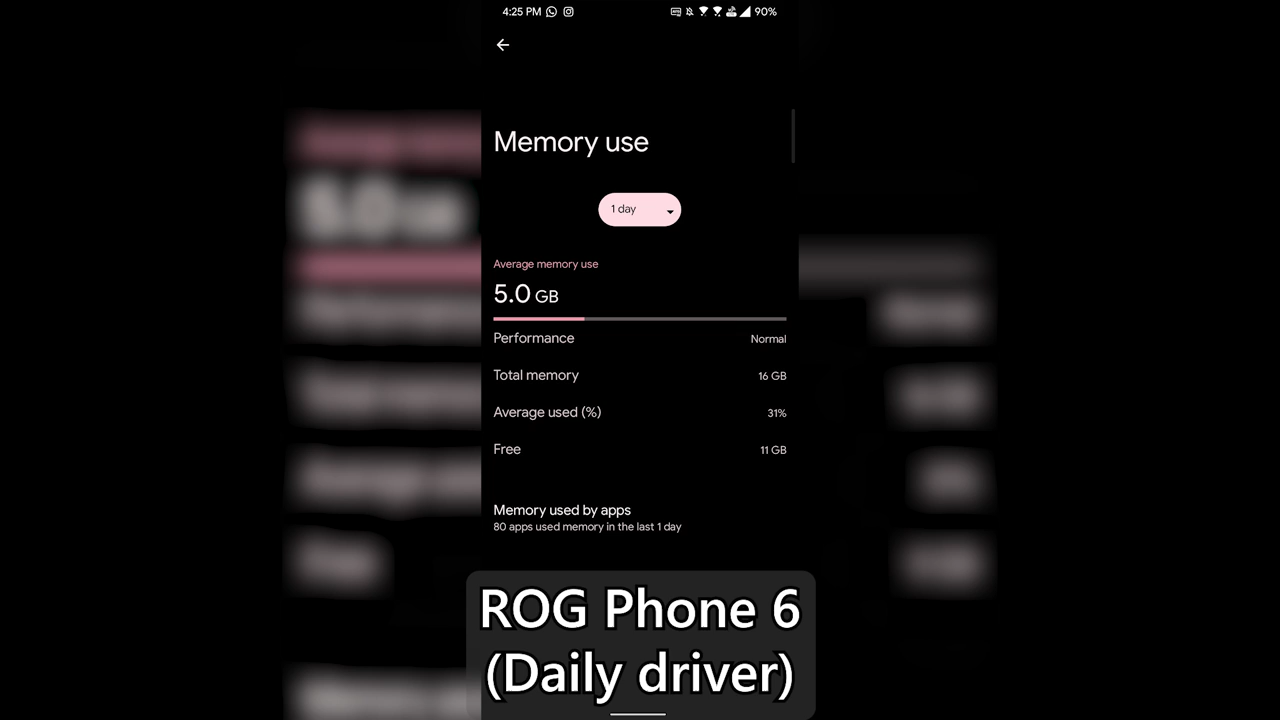 4:25 PM 90%
Memory use
1 day
Average memory use
5.0 GB
Performance Normal
Total memory 16 GB
Average used (%) 31%
Free 11 GB
Memory used by apps
80 apps used memory in the last 1 day
ROG Phone 6
(Daily driver)